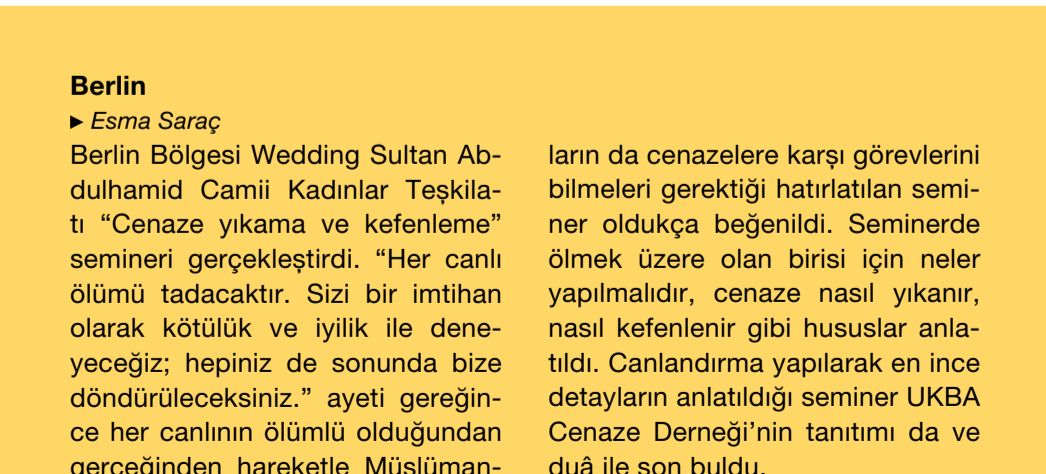 Berlin
▸ Esma Saraç
Berlin Bölgesi Wedding Sultan Ab-
dulhamid Camii Kadınlar Teşkila-
tı “Cenaze yıkama ve kefenleme”
semineri gerçekleştirdi. “Her canlı
ölümü tadacaktır. Sizi bir imtihan
olarak kötülük ve iyilik ile dene-
yeceğiz; hepiniz de sonunda bize
döndürüleceksiniz.” ayeti gereğin-
ce her canlının ölümlü olduğundan
gerçeğinden hareketle Müslüman-
ların da cenazelere karşı görevlerini
bilmeleri gerektiği hatırlatılan semi-
ner oldukça beğenildi. Seminerde
ölmek üzere olan birisi için neler
yapılmalıdır, cenaze nasıl yıkanır,
nasıl kefenlenir gibi hususlar anla-
tıldı. Canlandırma yapılarak en ince
detayların anlatıldığı seminer UKBA
Cenaze Derneği’nin tanıtımı da ve
duâ ile son buldu.